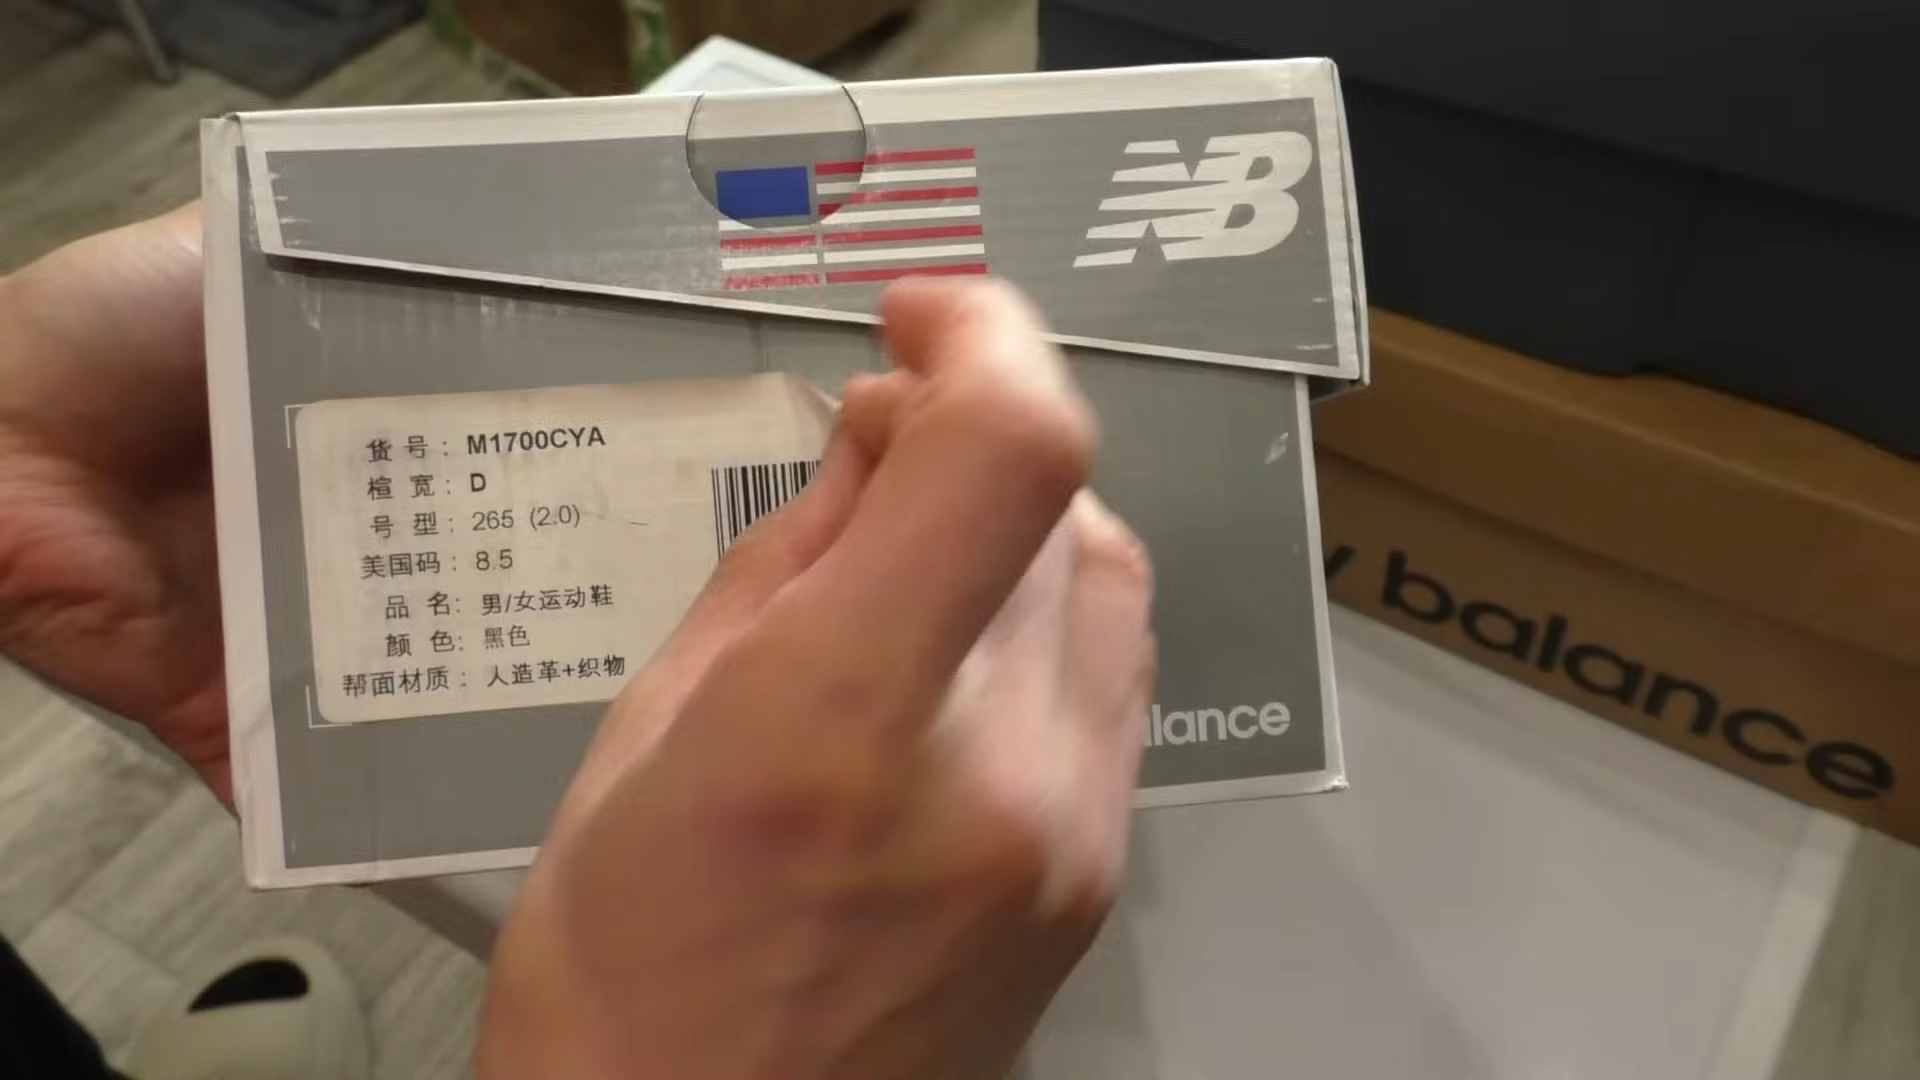 NB
货号：M1700CYA
楦宽：D
号型：265 (2.0)
美国码：8.5
品名：男/女运动鞋
颜色：黑色
帮面材质：人造革+织物
balance